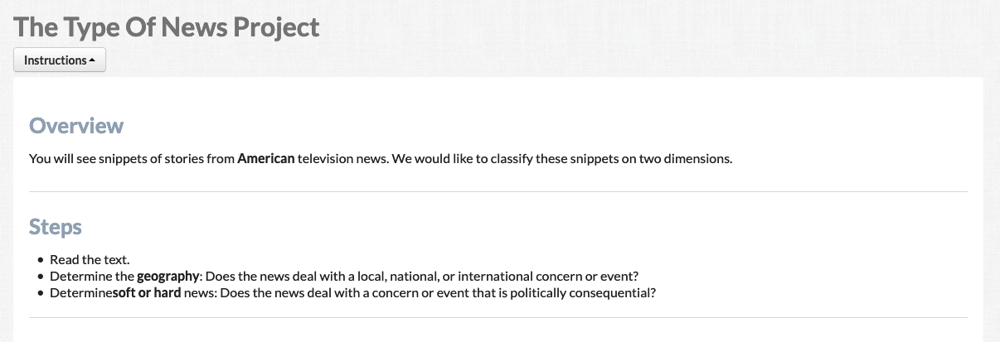 The Type Of News Project
Instructions
Overview
You will see snippets of stories from American television news. We would like to classify these snippets on two dimensions.
Steps
• Read the text.
• Determine the geography: Does the news deal with a local, national, or international concern or event?
• Determinesoft or hard news: Does the news deal with a concern or event that is politically consequential?